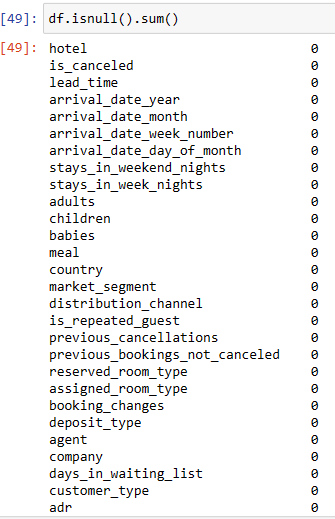 [49]: df.isnull().sum()
[49]: hotel 0
is_canceled 0
lead_time 0
arrival_date_year 0
arrival_date_month 0
arrival_date_week_number 0
arrival_date_day_of_month 0
stays_in_weekend_nights 0
stays_in_week_nights 0
adults 0
children 0
babies 0
meal 0
country 0
market_segment 0
distribution_channel 0
is_repeated_guest 0
previous_cancellations 0
previous_bookings_not_canceled 0
reserved_room_type 0
assigned_room_type 0
booking_changes 0
deposit_type 0
agent 0
company 0
days_in_waiting_list 0
customer_type 0
adr 0